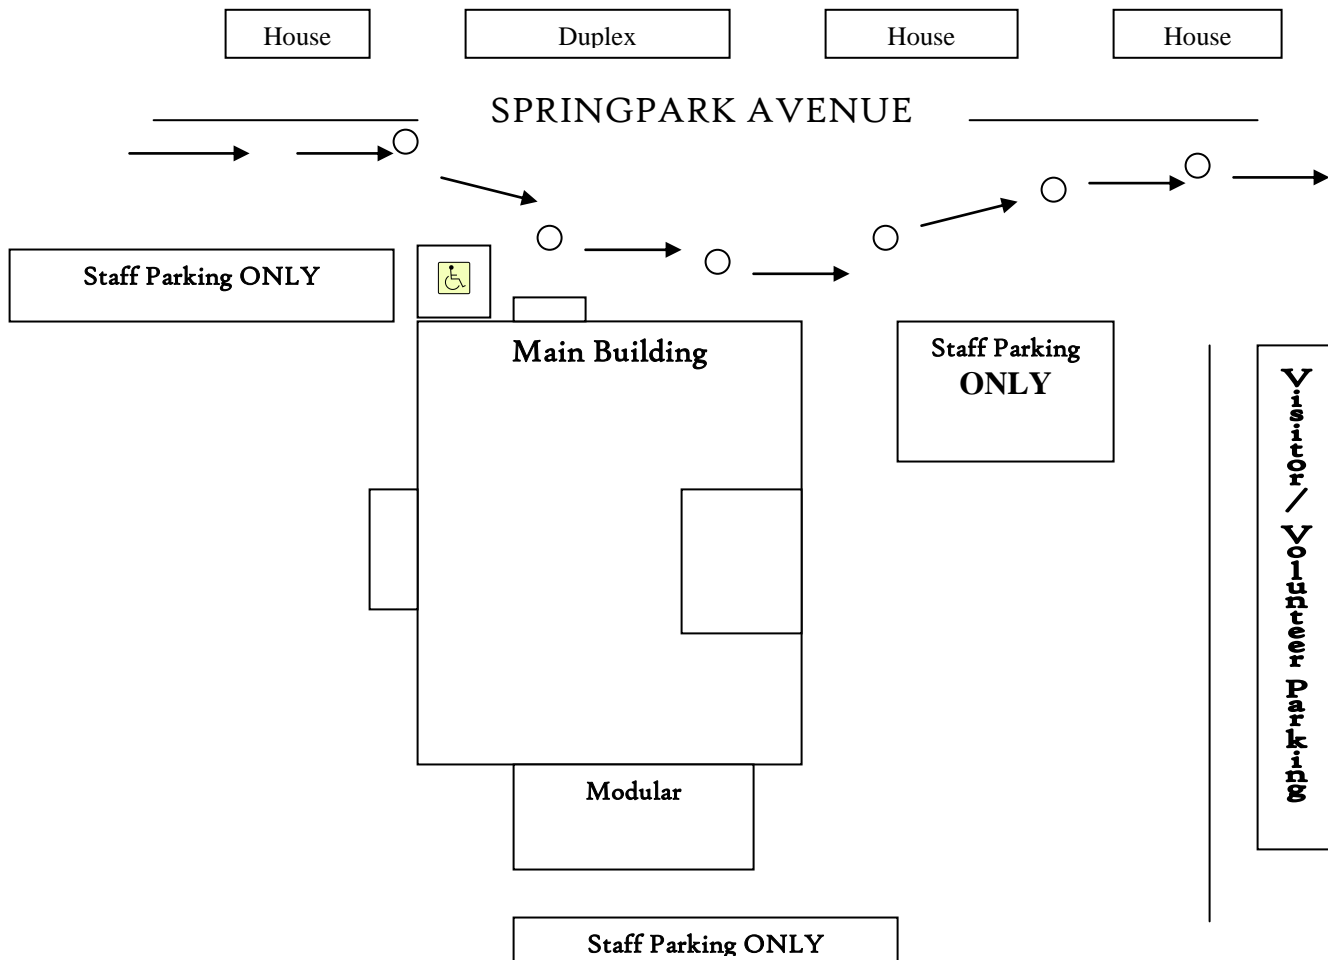 House
Duplex
House
House
SPRINGPARK AVENUE
Staff Parking ONLY
Main Building
Staff Parking
ONLY
Visitor/ Volunteer Parking
Modular
Staff Parking ONLY